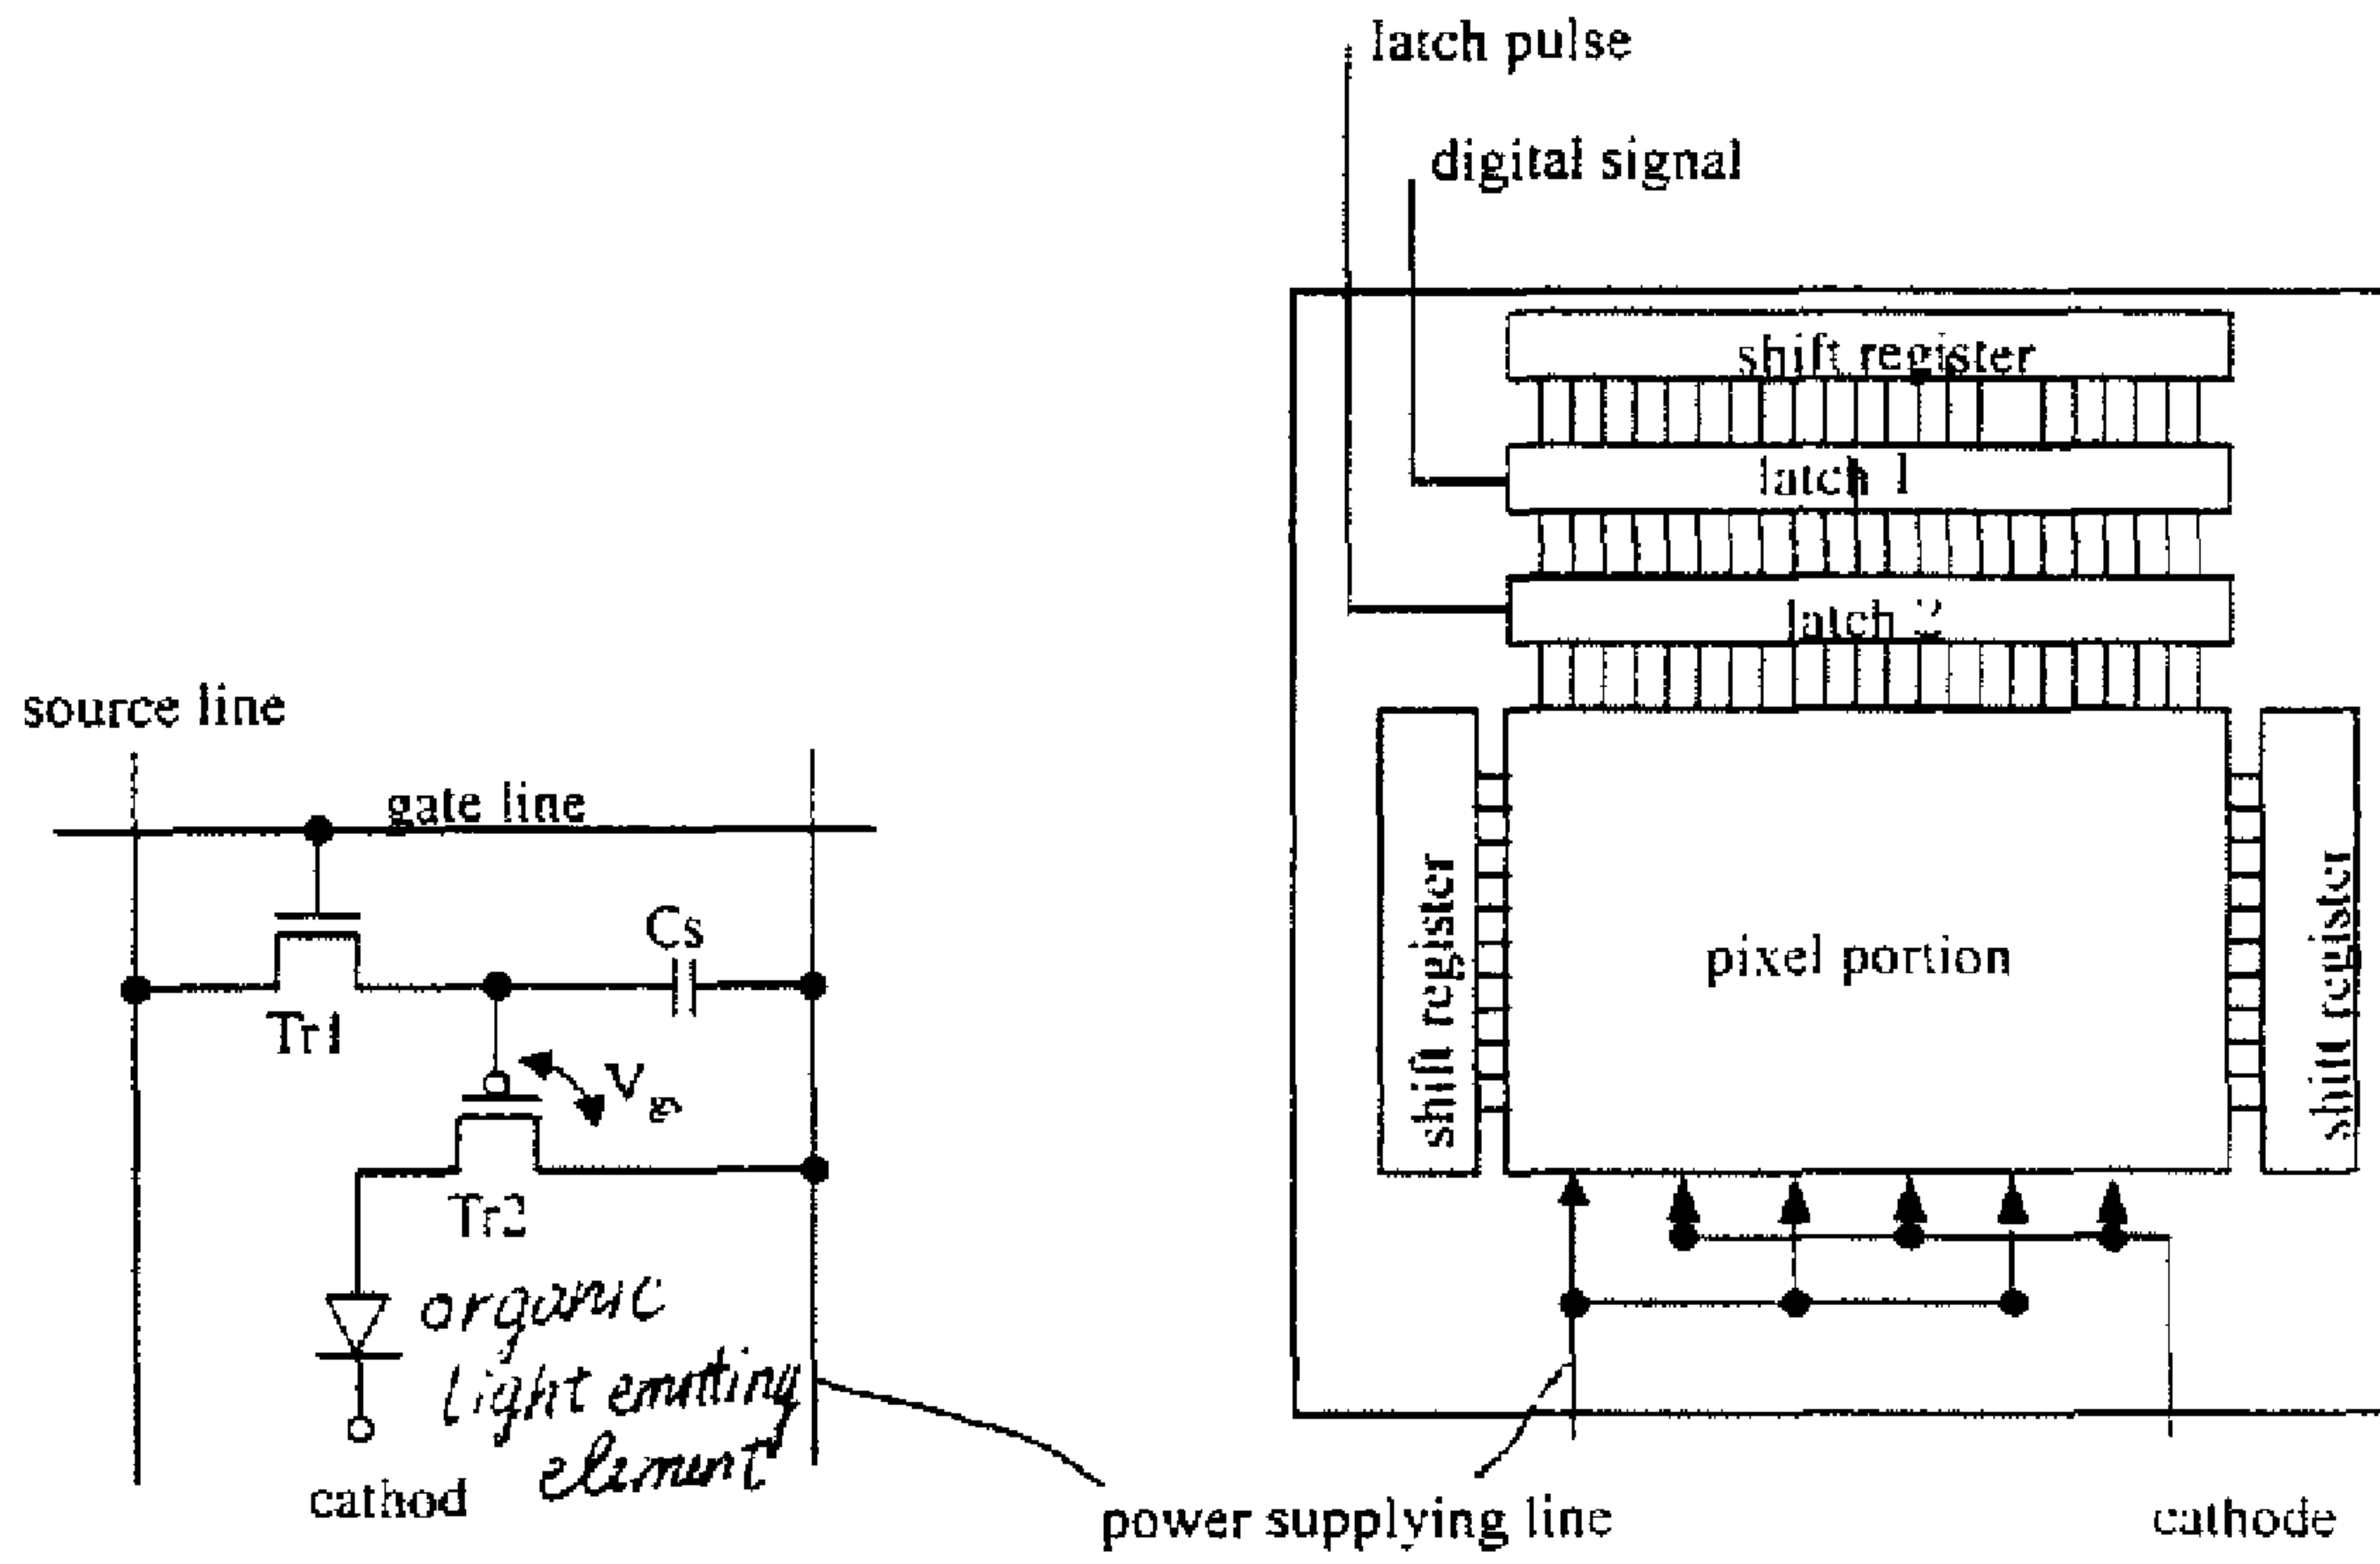 latch pulse
digital signal
shift register
latch 1
latch 2
source line
gate line
Cs
Tr1
Vgs
Tr2
organic
light emitting
element
cathod
shift register
pixel portion
shift register
power supplying line
cathode